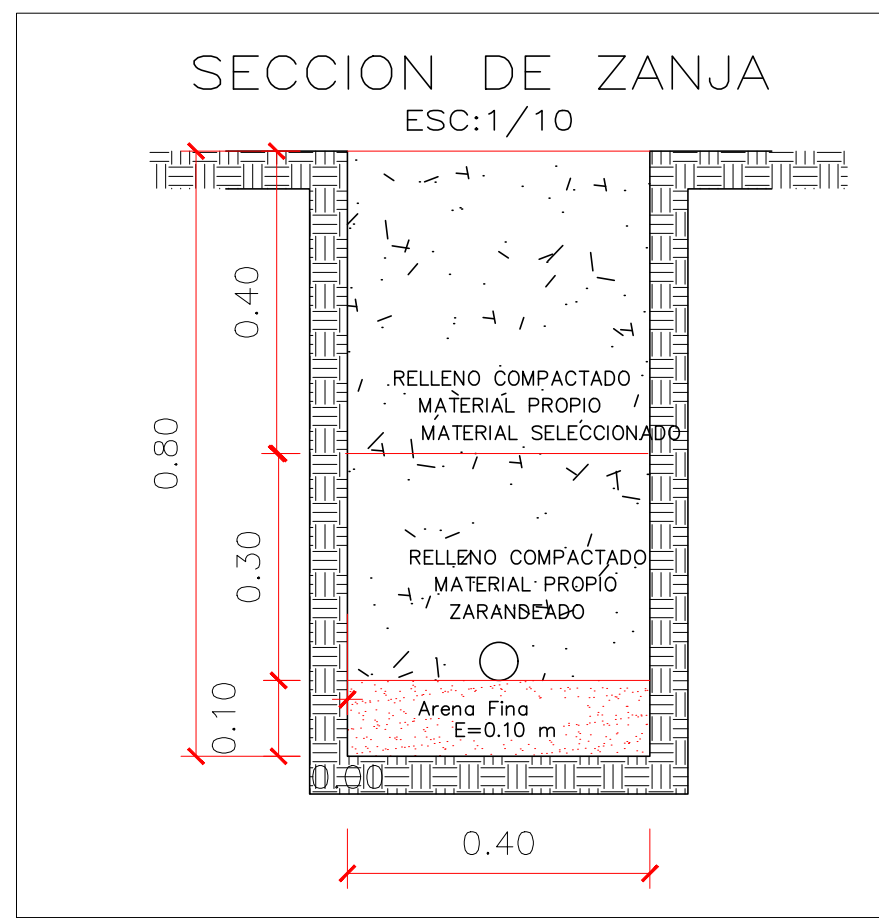 SECCION DE ZANJA
ESC:1/10
0.40
0.80
RELLENO COMPACTADO
MATERIAL PROPIO
MATERIAL SELECCIONADO
0.30
RELLENO COMPACTADO
MATERIAL PROPIO
ZARANDEADO
0.10
Arena Fina
E=0.10 m
0.00
0.40